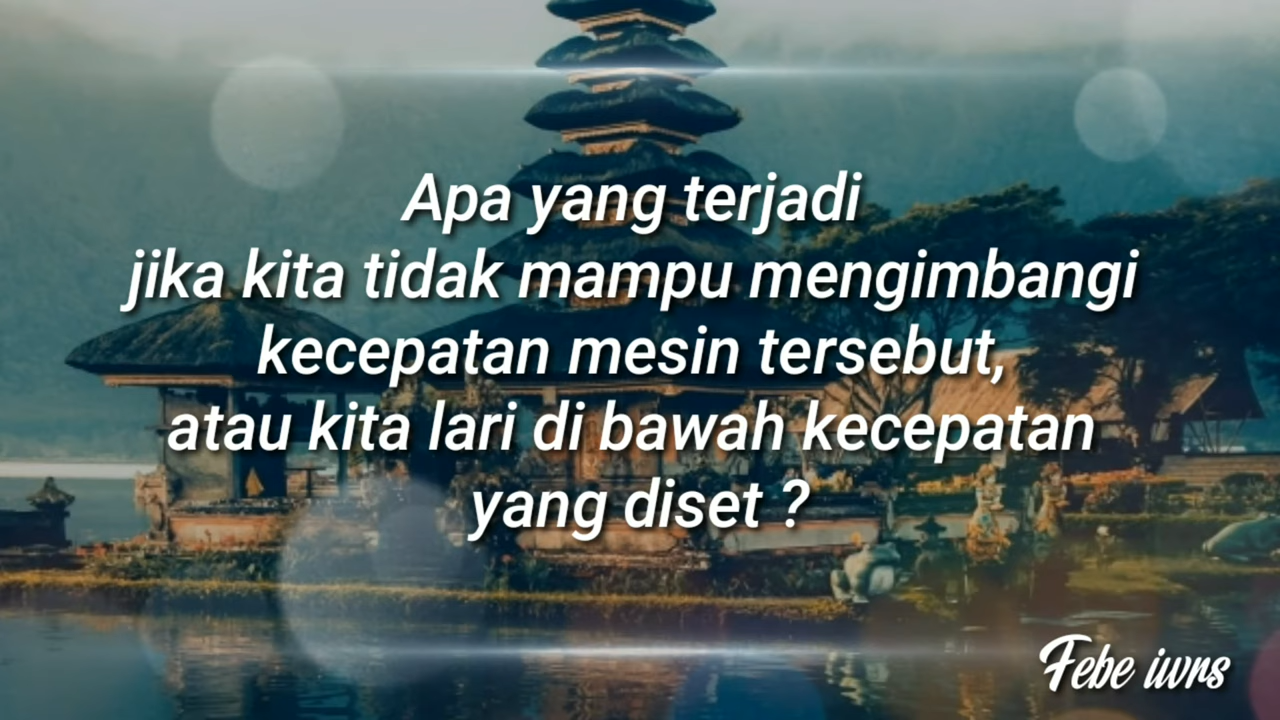 Apa yang terjadi
jika kita tidak mampu mengimbangi
kecepatan mesin tersebut,
atau kita lari di bawah kecepatan
yang diset ?
Febe iwns